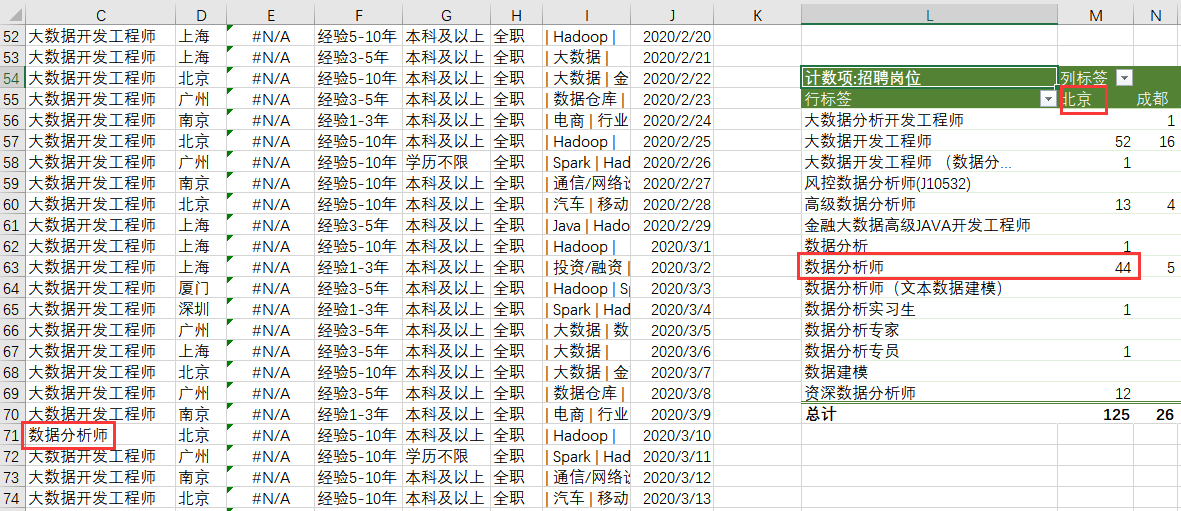 C D E F G H I J K L M N
52 大数据开发工程师 上海 #N/A 经验5-10年 本科及以上 全职 | Hadoop | 2020/2/20
53 大数据开发工程师 上海 #N/A 经验3-5年 本科及以上 全职 | 大数据 | 2020/2/21
54 大数据开发工程师 北京 #N/A 经验5-10年 本科及以上 全职 | 大数据 | 金 2020/2/22 计数项:招聘岗位 列标签
55 大数据开发工程师 广州 #N/A 经验3-5年 本科及以上 全职 | 数据仓库 | 2020/2/23 行标签 北京 成都
56 大数据开发工程师 南京 #N/A 经验1-3年 本科及以上 全职 | 电商 | 行业 2020/2/24 大数据分析开发工程师 1
57 大数据开发工程师 北京 #N/A 经验5-10年 本科及以上 全职 | Hadoop | 2020/2/25 大数据开发工程师 52 16
58 大数据开发工程师 广州 #N/A 经验5-10年 学历不限 全职 | Spark | Had 2020/2/26 大数据开发工程师 （数据分... 1
59 大数据开发工程师 南京 #N/A 经验5-10年 本科及以上 全职 | 通信/网络设 2020/2/27 风控数据分析师(J10532)
60 大数据开发工程师 北京 #N/A 经验5-10年 本科及以上 全职 | 汽车 | 移动 2020/2/28 高级数据分析师 13 4
61 大数据开发工程师 上海 #N/A 经验3-5年 本科及以上 全职 | Java | Hado 2020/2/29 金融大数据高级JAVA开发工程师
62 大数据开发工程师 上海 #N/A 经验5-10年 本科及以上 全职 | Hadoop | 2020/3/1 数据分析 1
63 大数据开发工程师 上海 #N/A 经验1-3年 本科及以上 全职 | 投资/融资 | 2020/3/2 数据分析师 44 5
64 大数据开发工程师 厦门 #N/A 经验3-5年 本科及以上 全职 | Hadoop | Sp 2020/3/3 数据分析师（文本数据建模）
65 大数据开发工程师 深圳 #N/A 经验1-3年 本科及以上 全职 | Spark | Had 2020/3/4 数据分析实习生 1
66 大数据开发工程师 广州 #N/A 经验3-5年 本科及以上 全职 | 大数据 | 数 2020/3/5 数据分析专家
67 大数据开发工程师 上海 #N/A 经验3-5年 本科及以上 全职 | 大数据 | 2020/3/6 数据分析专员 1
68 大数据开发工程师 北京 #N/A 经验5-10年 本科及以上 全职 | 大数据 | 金 2020/3/7 数据建模
69 大数据开发工程师 广州 #N/A 经验3-5年 本科及以上 全职 | 数据仓库 | 2020/3/8 资深数据分析师 12
70 大数据开发工程师 南京 #N/A 经验1-3年 本科及以上 全职 | 电商 | 行业 2020/3/9 总计 125 26
71 数据分析师 北京 #N/A 经验5-10年 本科及以上 全职 | Hadoop | 2020/3/10
72 大数据开发工程师 广州 #N/A 经验5-10年 学历不限 全职 | Spark | Had 2020/3/11
73 大数据开发工程师 南京 #N/A 经验5-10年 本科及以上 全职 | 通信/网络设 2020/3/12
74 大数据开发工程师 北京 #N/A 经验5-10年 本科及以上 全职 | 汽车 | 移动 2020/3/13